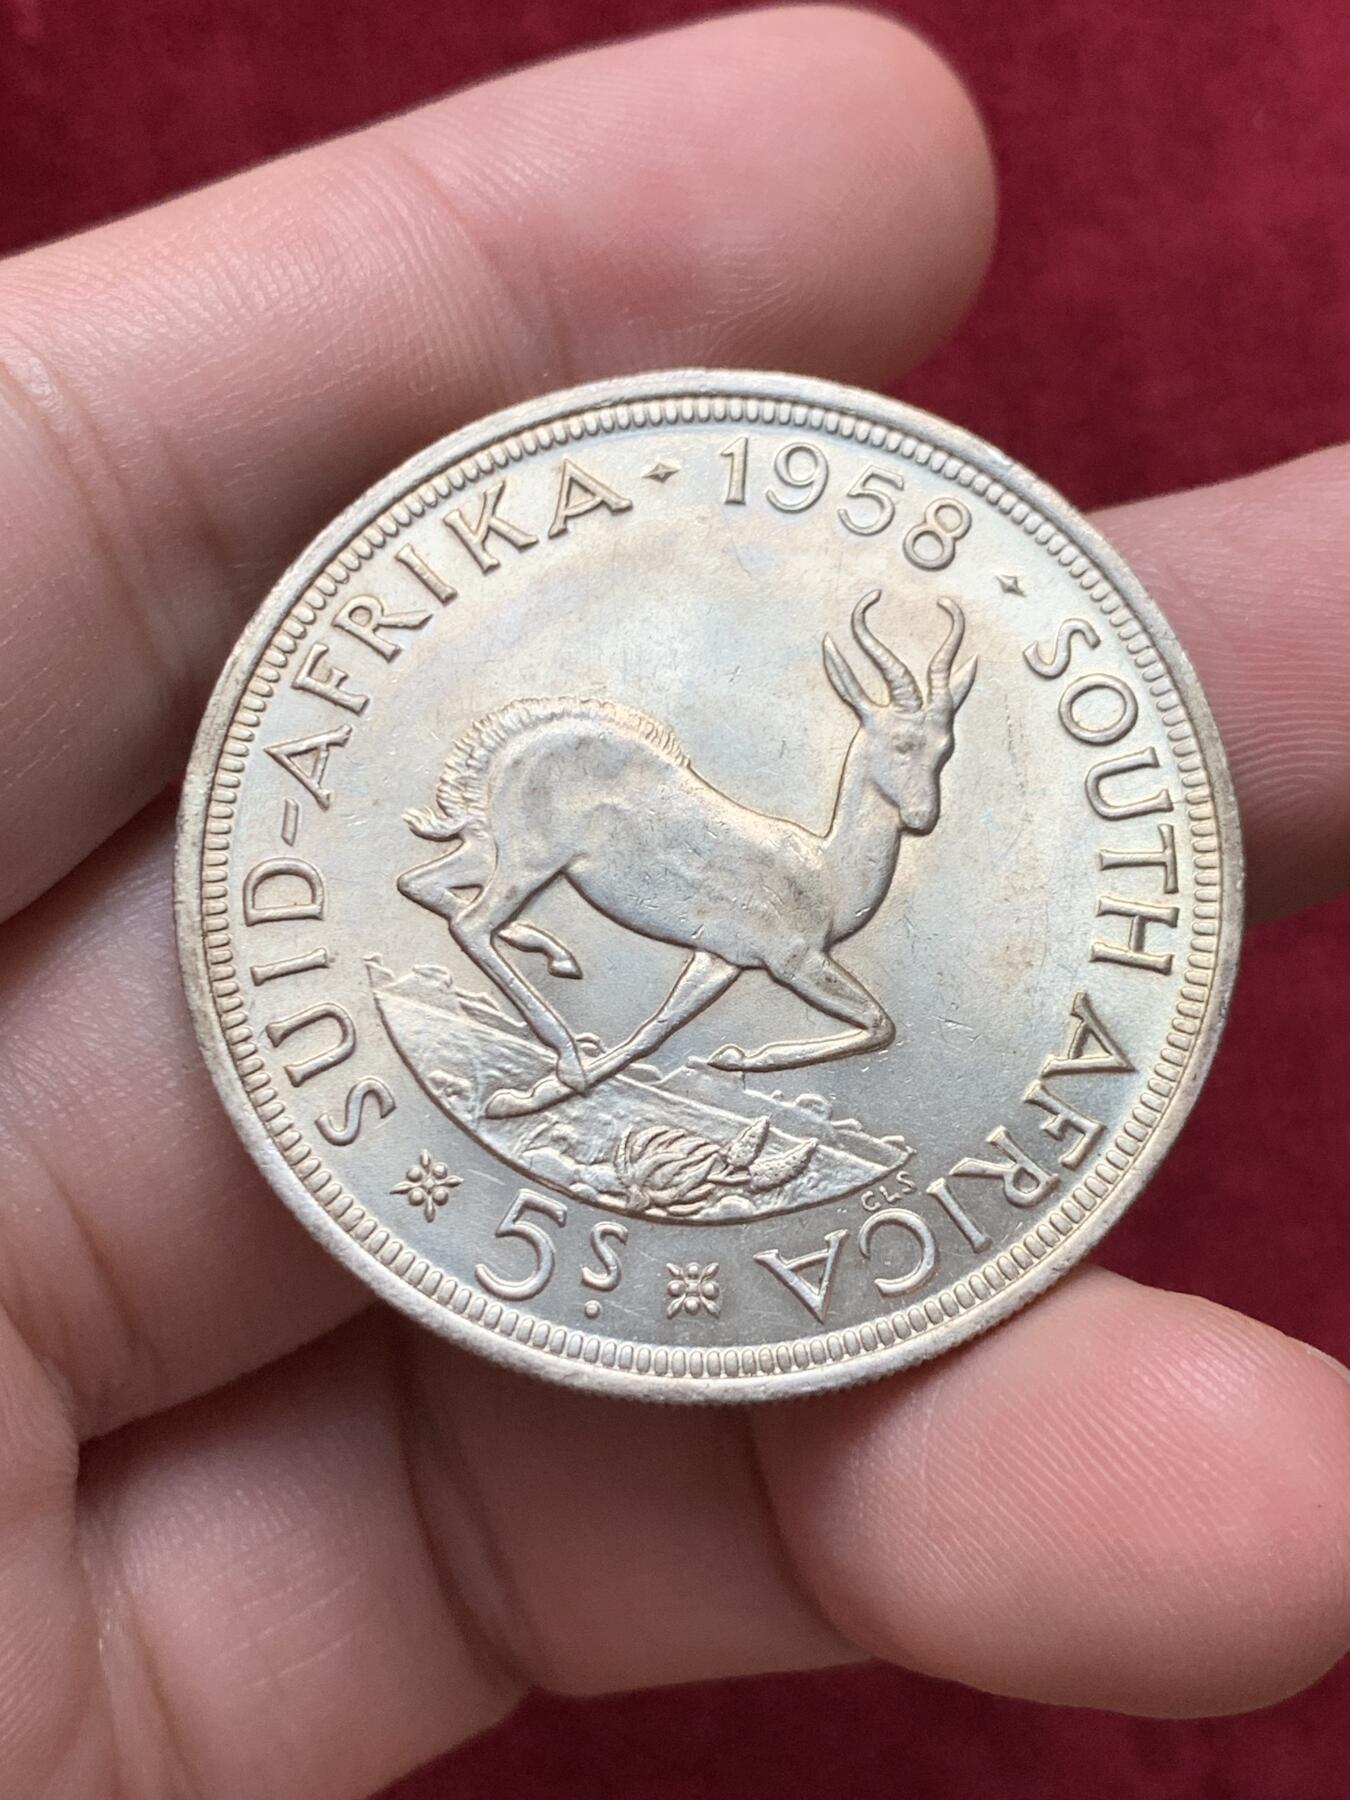 SUID-AFRIKA · 1958 · SOUTH AFRICA
5s
CLS